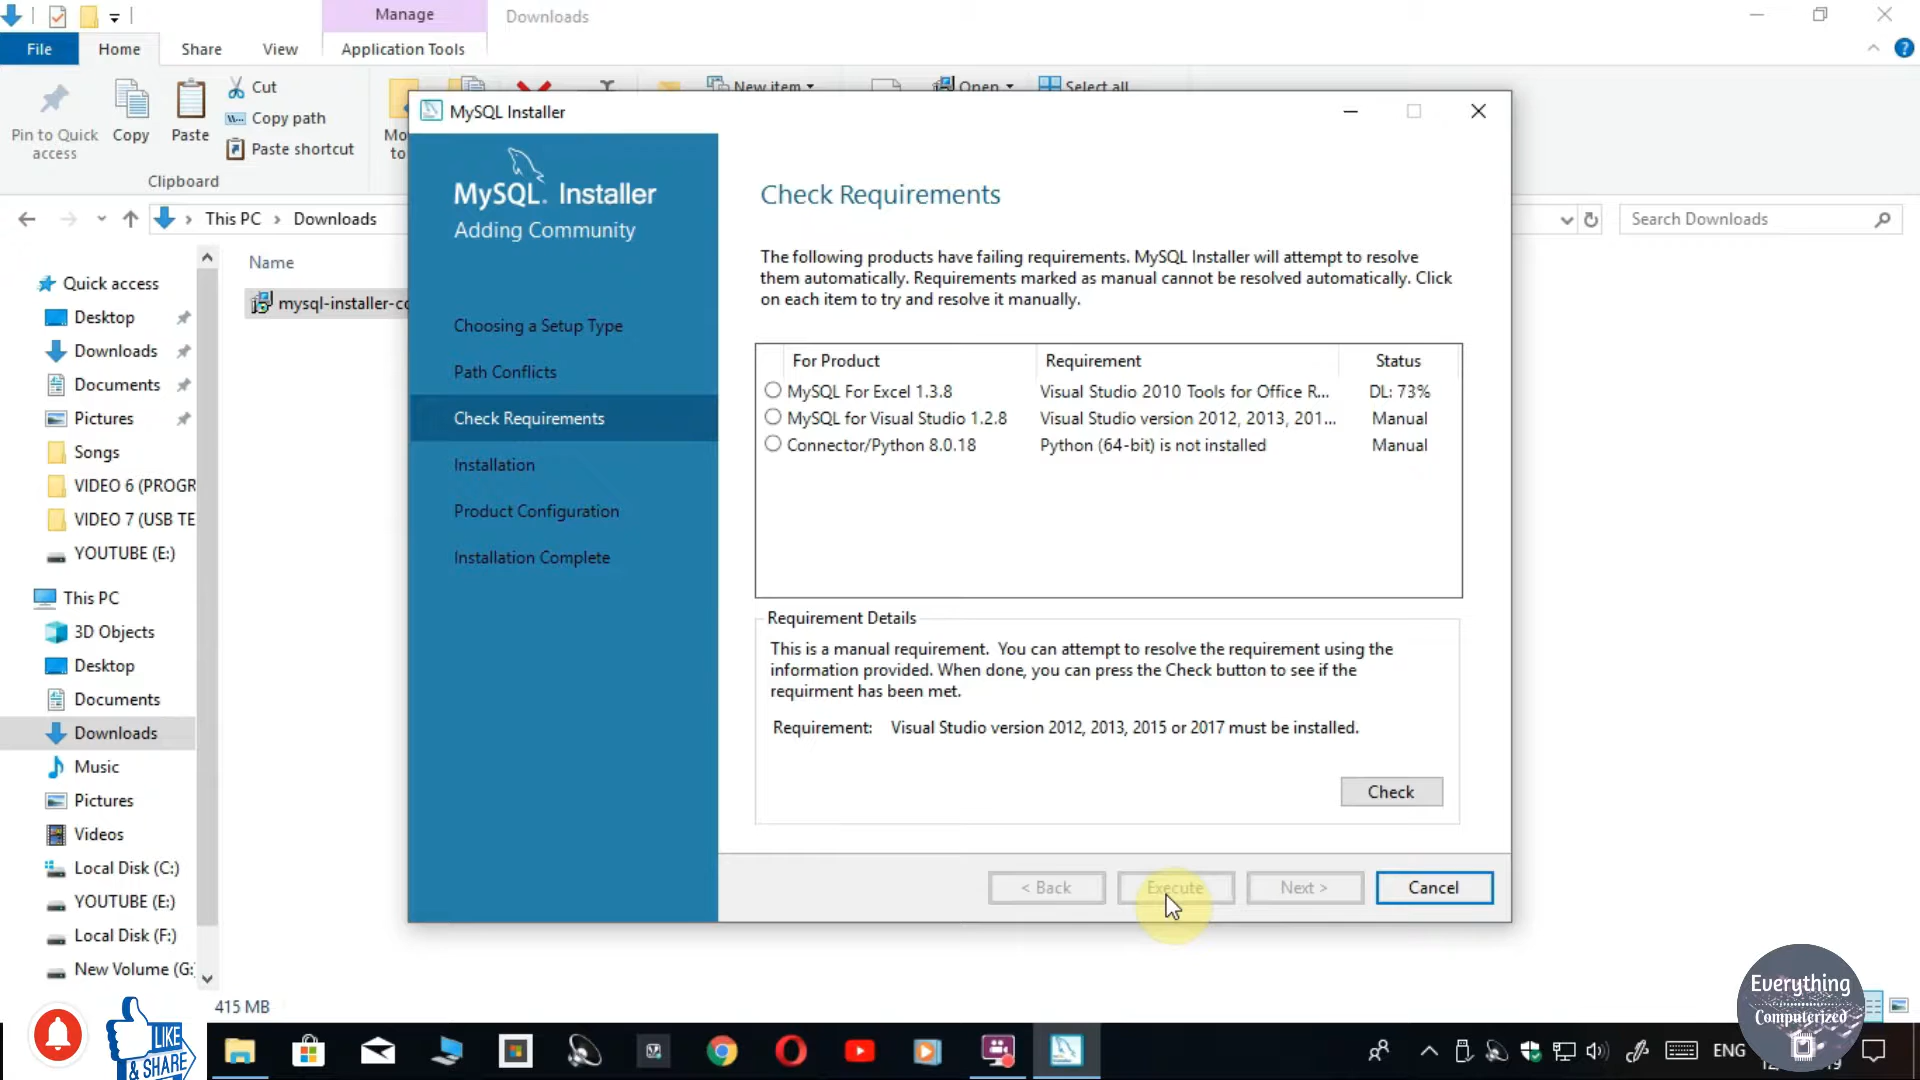 Manage
Downloads
File
Home
Share
View
Application Tools
Pin to Quick
access
Copy
Paste
Cut
Copy path
Paste shortcut
Mo
to
New item
Open
Select all
Clipboard
This PC
Downloads
Search Downloads
Name
mysql-installer-co
Quick access
Desktop
Downloads
Documents
Pictures
Songs
VIDEO 6 (PROGR
VIDEO 7 (USB TE
YOUTUBE (E:)
This PC
3D Objects
Desktop
Documents
Downloads
Music
Pictures
Videos
Local Disk (C:)
YOUTUBE (E:)
Local Disk (F:)
New Volume (G:
415 MB
MySQL Installer
MySQL. Installer
Adding Community
Choosing a Setup Type
Path Conflicts
Check Requirements
Installation
Product Configuration
Installation Complete
Check Requirements
The following products have failing requirements. MySQL Installer will attempt to resolve
them automatically. Requirements marked as manual cannot be resolved automatically. Click
on each item to try and resolve it manually.
For Product Requirement Status
MySQL For Excel 1.3.8 Visual Studio 2010 Tools for Office R... DL: 73%
MySQL for Visual Studio 1.2.8 Visual Studio version 2012, 2013, 201... Manual
Connector/Python 8.0.18 Python (64-bit) is not installed Manual
Requirement Details
This is a manual requirement. You can attempt to resolve the requirement using the
information provided. When done, you can press the Check button to see if the
requirment has been met.
Requirement: Visual Studio version 2012, 2013, 2015 or 2017 must be installed.
Check
< Back
Execute
Next >
Cancel
LIKE
& SHARE
ENG
Everything
Computerized